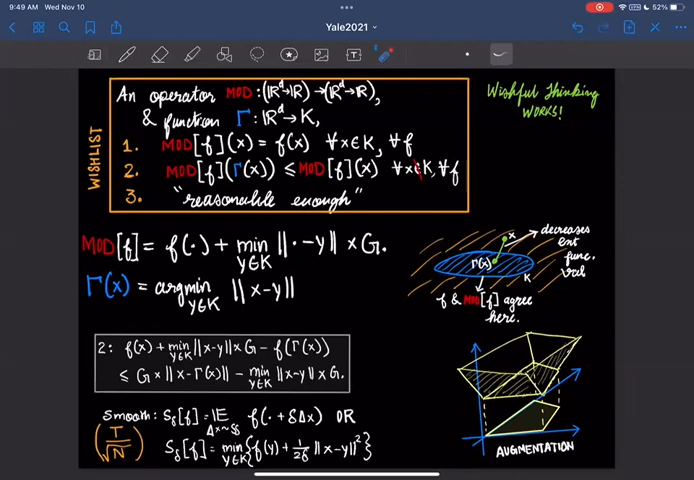 9:49 AM Wed Nov 10
52%
Yale2021
WISHLIST
An operator MOD : (ℝᵈ→ℝ) → (ℝᵈ→ℝ),
& function Γ : ℝᵈ → K,
1. MOD[f](x) = f(x) ∀x∈K, ∀f
2. MOD[f](Γ(x)) ≤ MOD[f](x) ∀x∉K, ∀f
3. "reasonable enough"
Wishful Thinking
WORKS!
MOD[f] = f(·) + min_{y∈K} ||·-y|| × G.
Γ(x) = argmin_{y∈K} ||x-y||
x
decreases
ext
func.
val
Γ(x)
K
f & MOD[f] agree
here.
2: f(x) + min_{y∈K} ||x-y|| × G - f(Γ(x))
≤ G × ||x-Γ(x)|| - min_{y∈K} ||x-y|| × G.
Smooth: S_δ[f] = 𝔼_{Δx~S_δ} f(· + δΔx) OR
(T/√N)
S_δ[f] = min_{y∈K} {f(y) + 1/2δ ||x-y||²}
AUGMENTATION